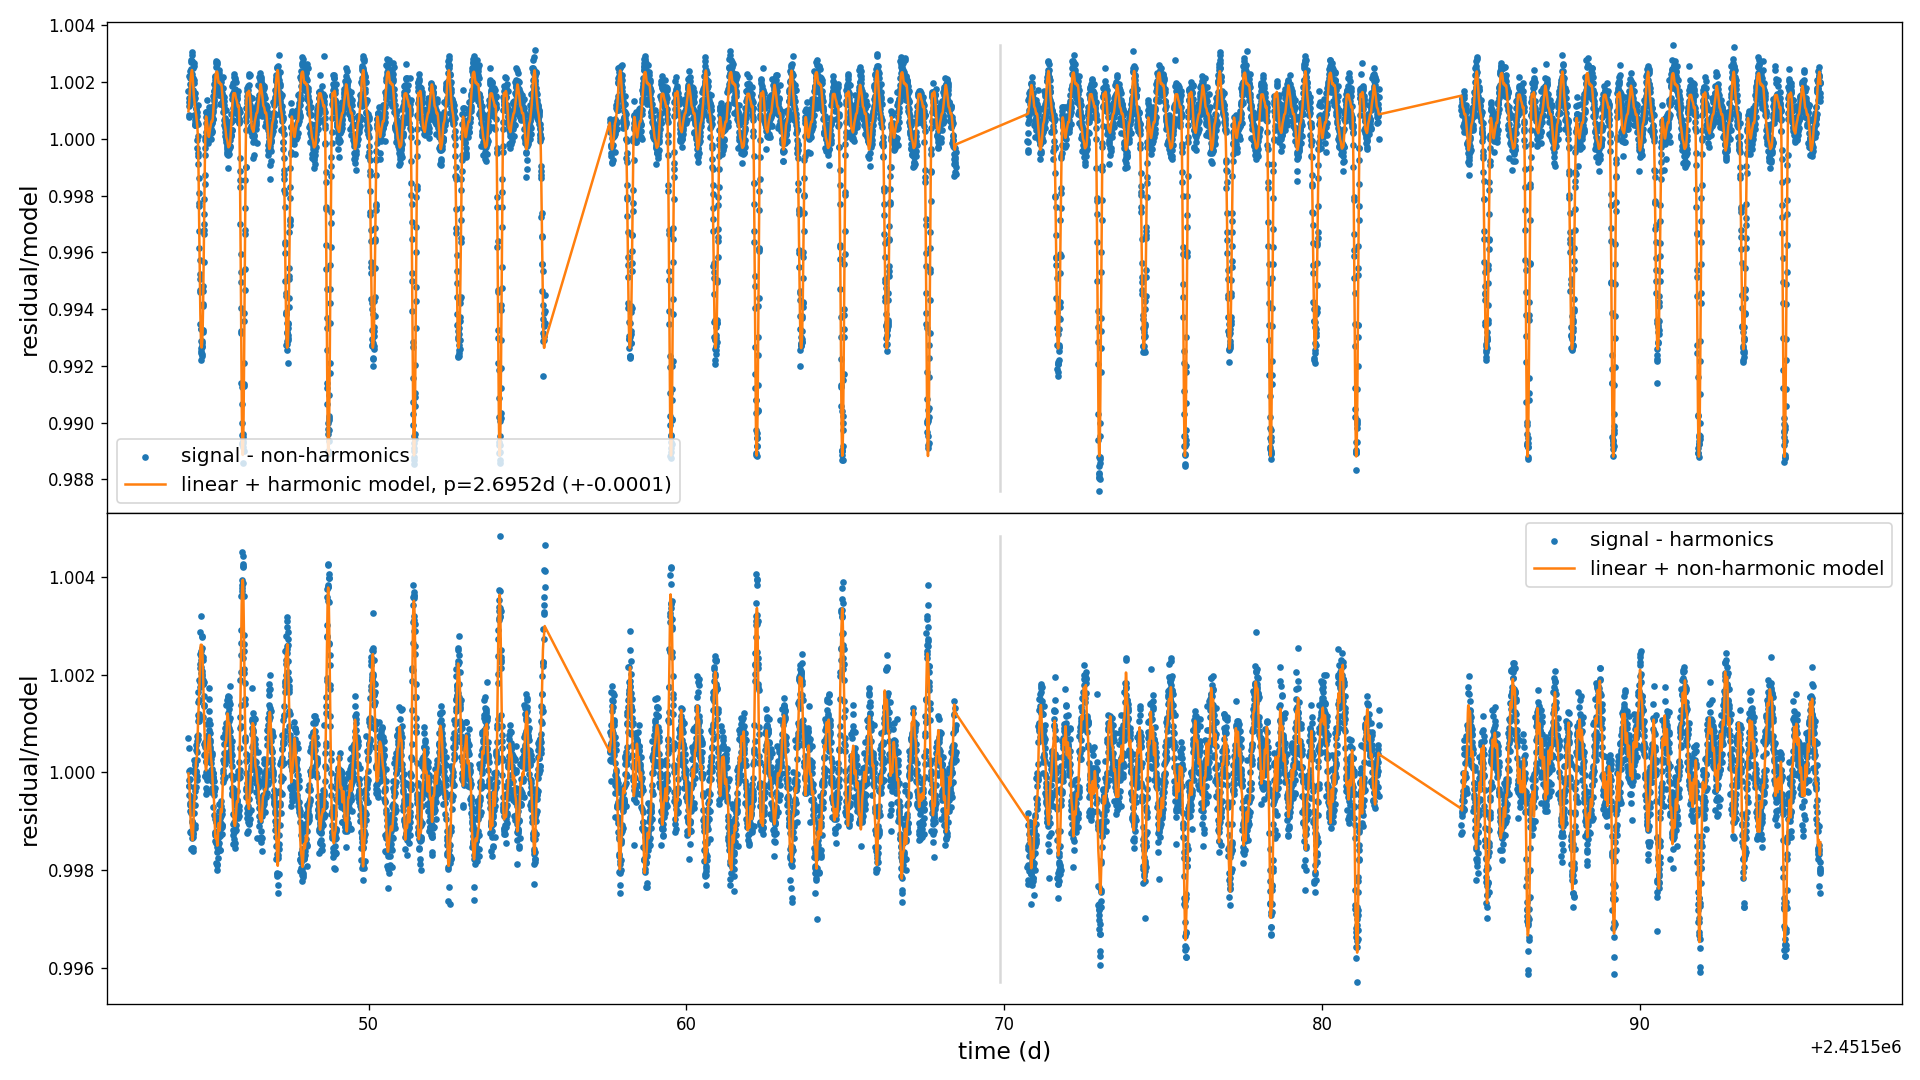 1.004
1.002
1.000
0.998
0.996
0.994
0.992
0.990
0.988
residual/model
signal - non-harmonics
linear + harmonic model, p=2.6952d (+-0.0001)
signal - harmonics
linear + non-harmonic model
1.004
1.002
1.000
0.998
0.996
residual/model
50 60 70 80 90
time (d)
+2.4515e6